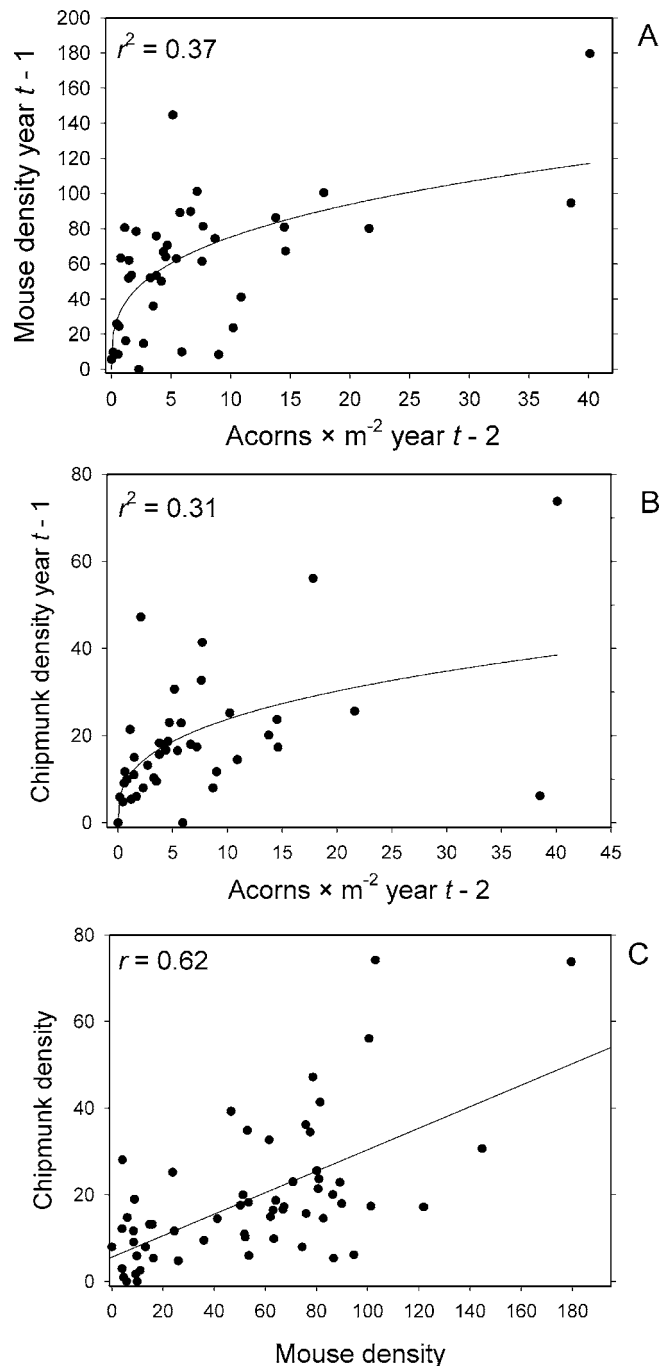 A
r² = 0.37
Mouse density year t - 1
200
180
160
140
120
100
80
60
40
20
0
0 5 10 15 20 25 30 35 40
Acorns × m⁻² year t - 2
B
r² = 0.31
Chipmunk density year t - 1
80
60
40
20
0
0 5 10 15 20 25 30 35 40 45
Acorns × m⁻² year t - 2
C
r = 0.62
Chipmunk density
80
60
40
20
0
0 20 40 60 80 100 120 140 160 180
Mouse density